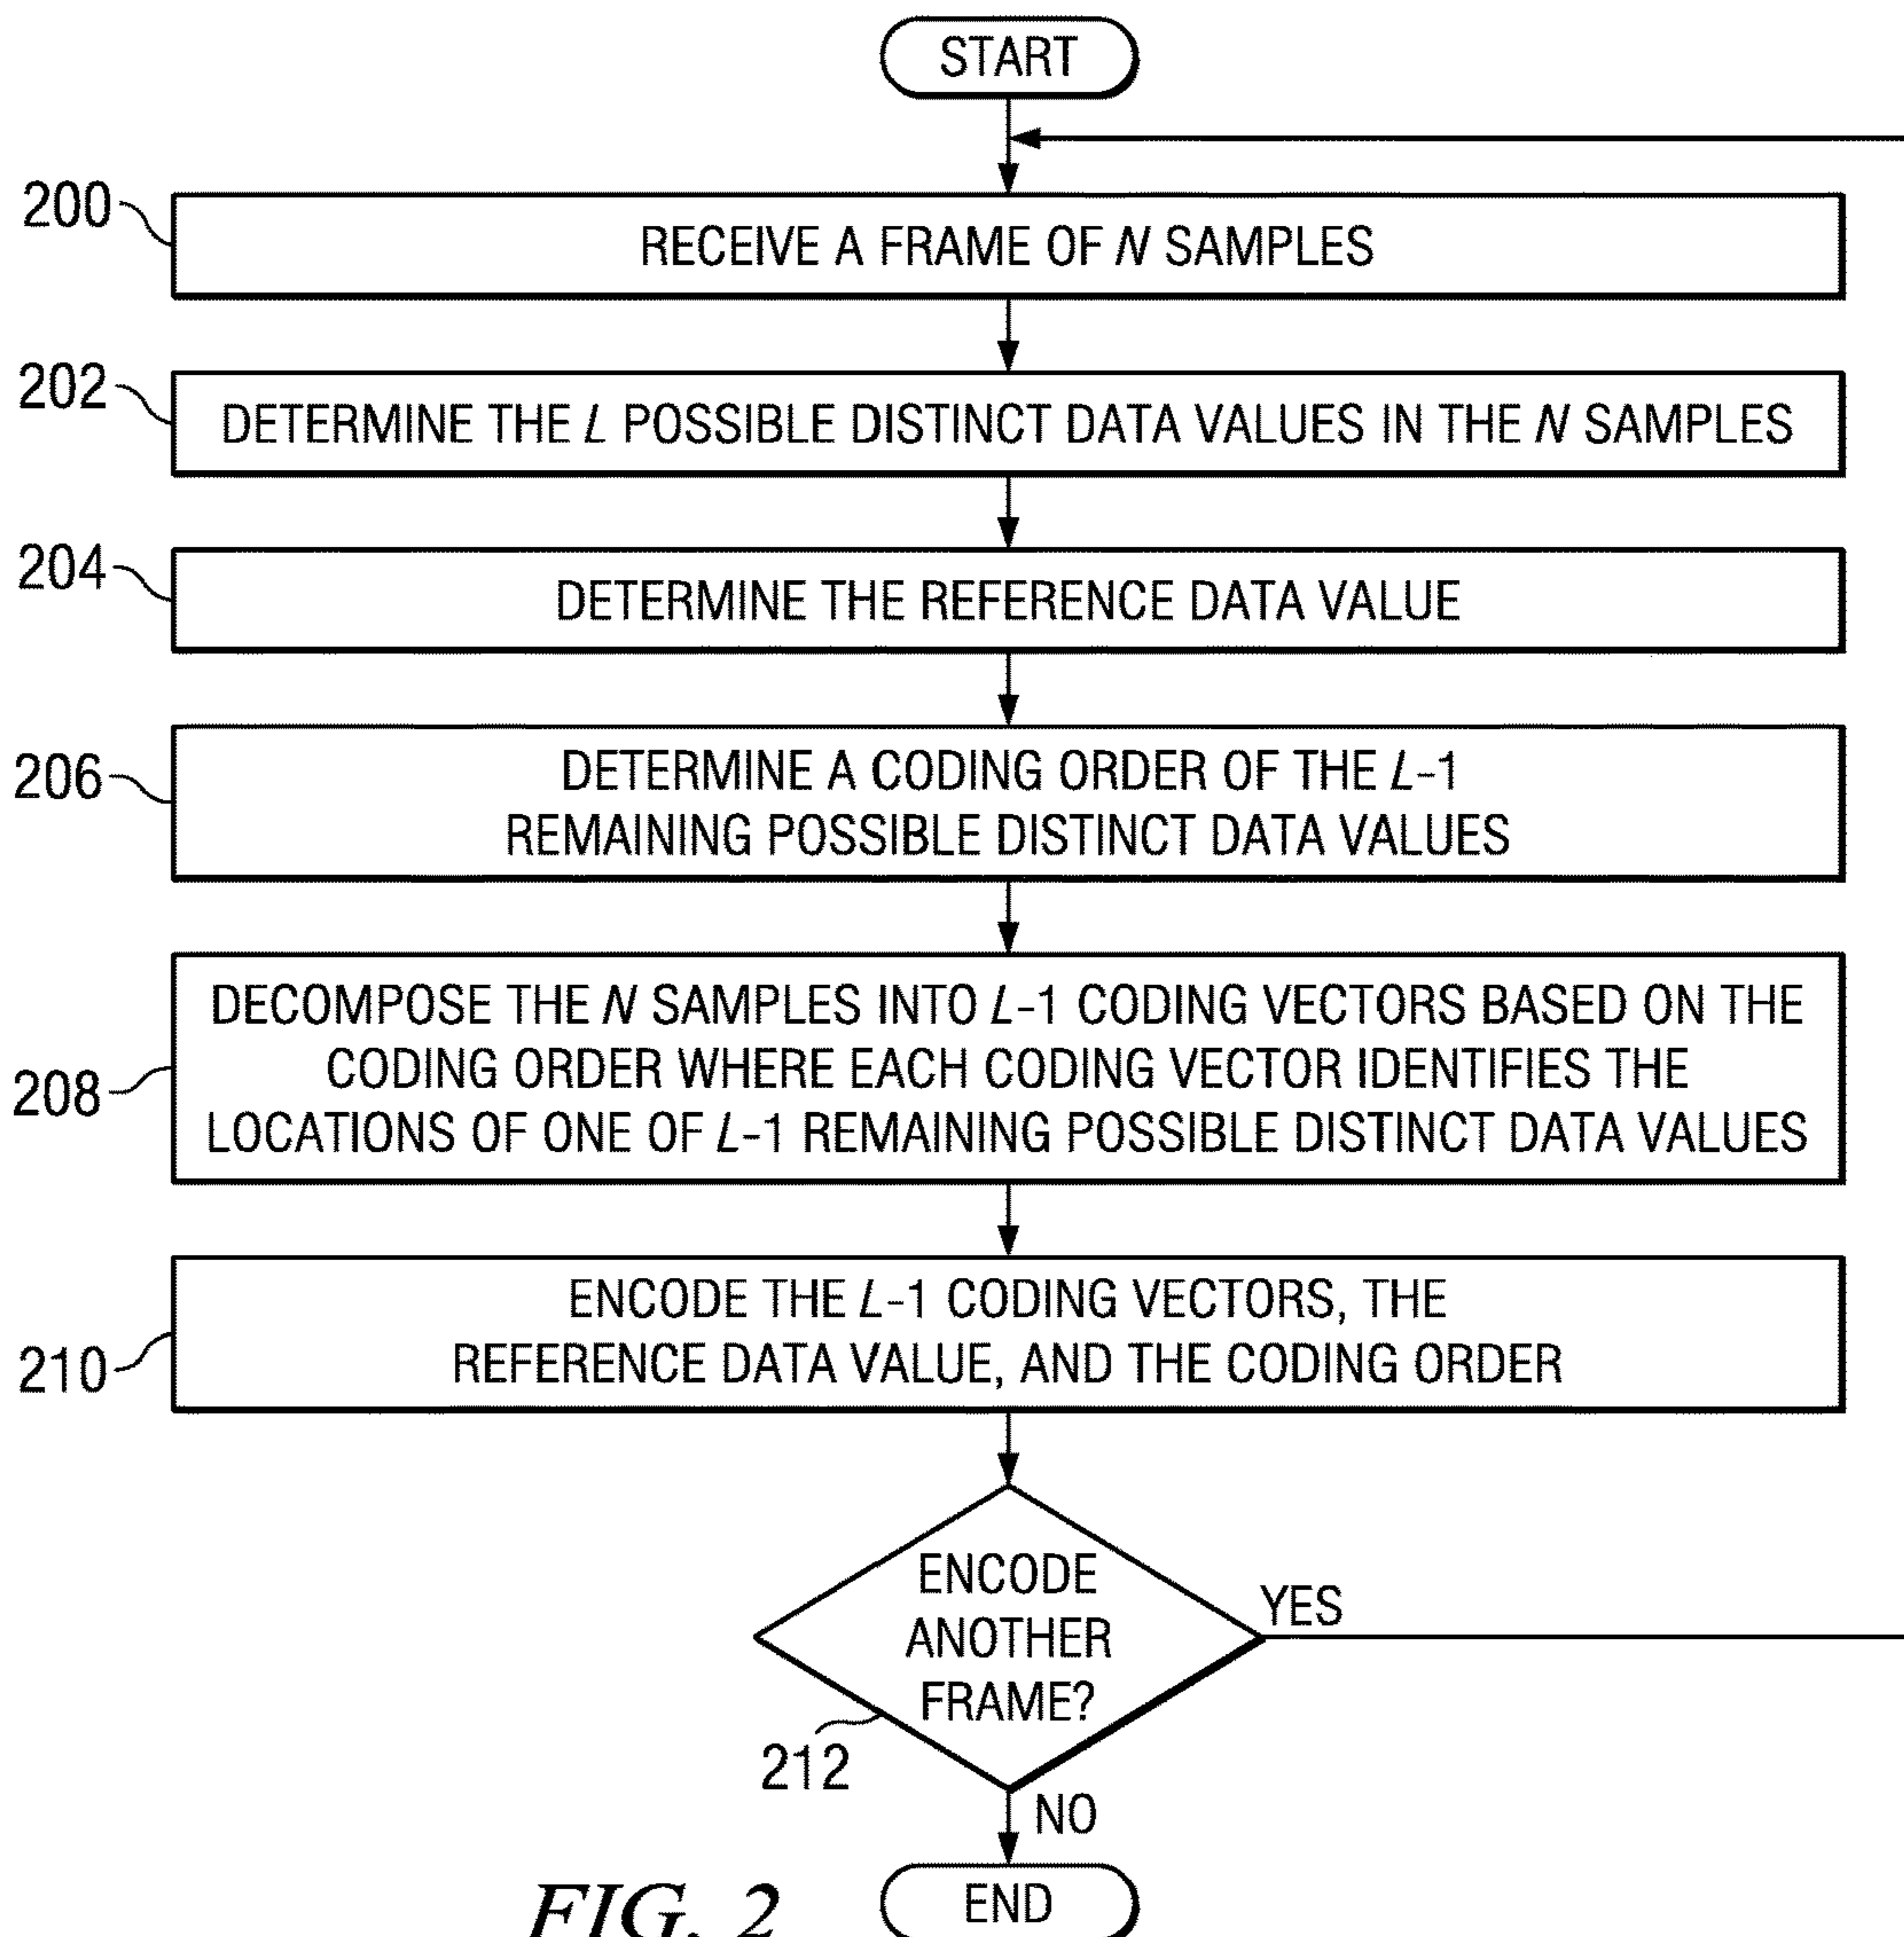 START
200
RECEIVE A FRAME OF N SAMPLES
202
DETERMINE THE L POSSIBLE DISTINCT DATA VALUES IN THE N SAMPLES
204
DETERMINE THE REFERENCE DATA VALUE
206
DETERMINE A CODING ORDER OF THE L-1
REMAINING POSSIBLE DISTINCT DATA VALUES
208
DECOMPOSE THE N SAMPLES INTO L-1 CODING VECTORS BASED ON THE
CODING ORDER WHERE EACH CODING VECTOR IDENTIFIES THE
LOCATIONS OF ONE OF L-1 REMAINING POSSIBLE DISTINCT DATA VALUES
210
ENCODE THE L-1 CODING VECTORS, THE
REFERENCE DATA VALUE, AND THE CODING ORDER
ENCODE
ANOTHER
FRAME?
YES
212
NO
END
FIG. 2